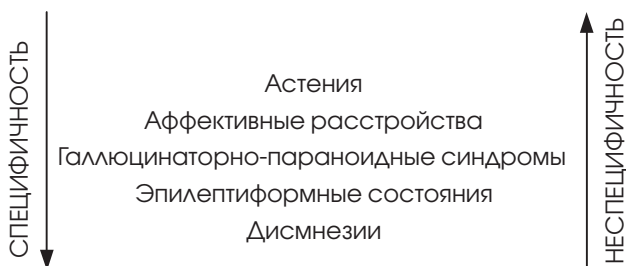 СПЕЦИФИЧНОСТЬ
Астения
Аффективные расстройства
Галлюцинаторно-параноидные синдромы
Эпилептиформные состояния
Дисмнезии
НЕСПЕЦИФИЧНОСТЬ